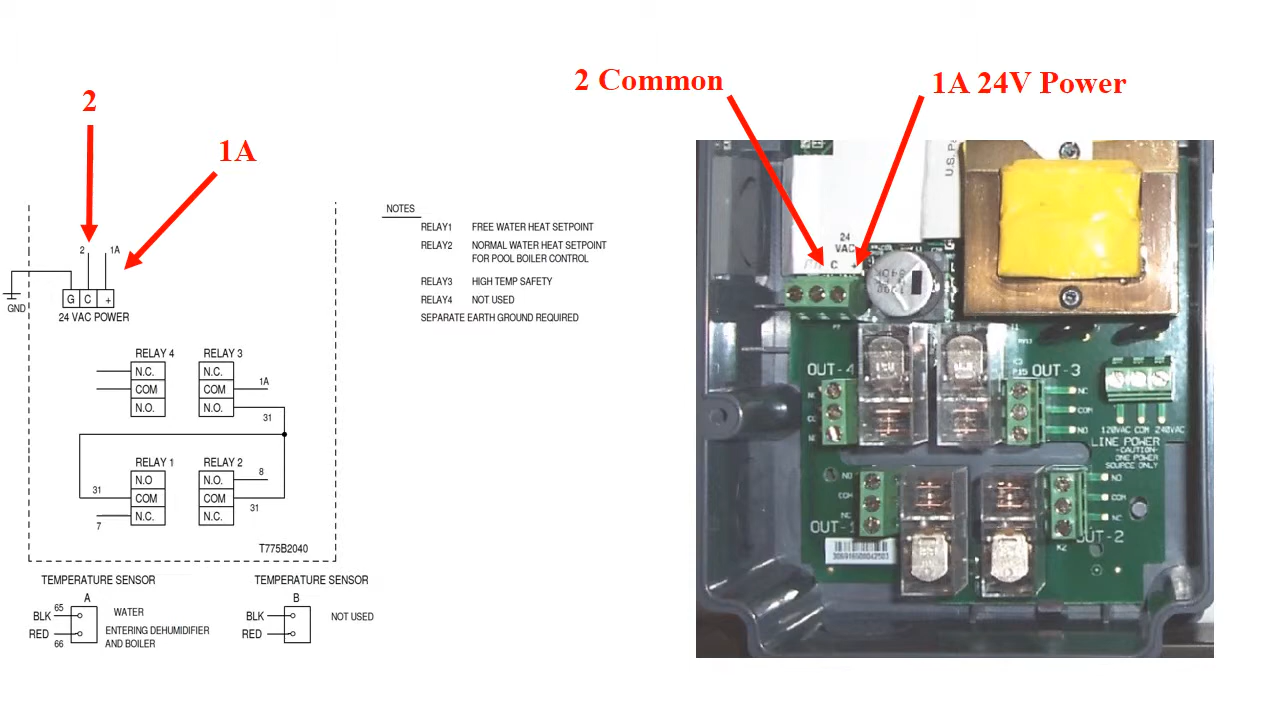 2
1A
2 Common
1A 24V Power
2
1A
GND
G C +
24 VAC POWER
NOTES
RELAY1 FREE WATER HEAT SETPOINT
RELAY2 NORMAL WATER HEAT SETPOINT
FOR POOL BOILER CONTROL
RELAY3 HIGH TEMP SAFETY
RELAY4 NOT USED
SEPARATE EARTH GROUND REQUIRED
RELAY 4
N.C.
COM
N.O.
RELAY 3
N.C.
COM
N.O.
1A
31
RELAY 1
N.O
COM
N.C.
31
7
RELAY 2
N.O.
COM
N.C.
8
31
T775B2040
TEMPERATURE SENSOR
A
BLK 65
RED 66
WATER
ENTERING DEHUMIDIFIER
AND BOILER
TEMPERATURE SENSOR
B
BLK
RED
NOT USED
U.S. Pa
24
VAC
C +
OUT-4
OUT-3
NC
COM
NO
120VAC COM 240VAC
LINE POWER
-CAUTION-
ONE POWER
SOURCE ONLY
NO
COM
NC
OUT-1
NO
COM
NC
OUT-2
K2